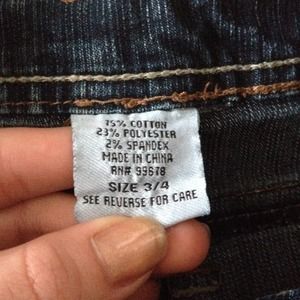 75% COTTON
23% POLYESTER
2% SPANDEX
MADE IN CHINA
RN# 99678
SIZE 3/4
SEE REVERSE FOR CARE